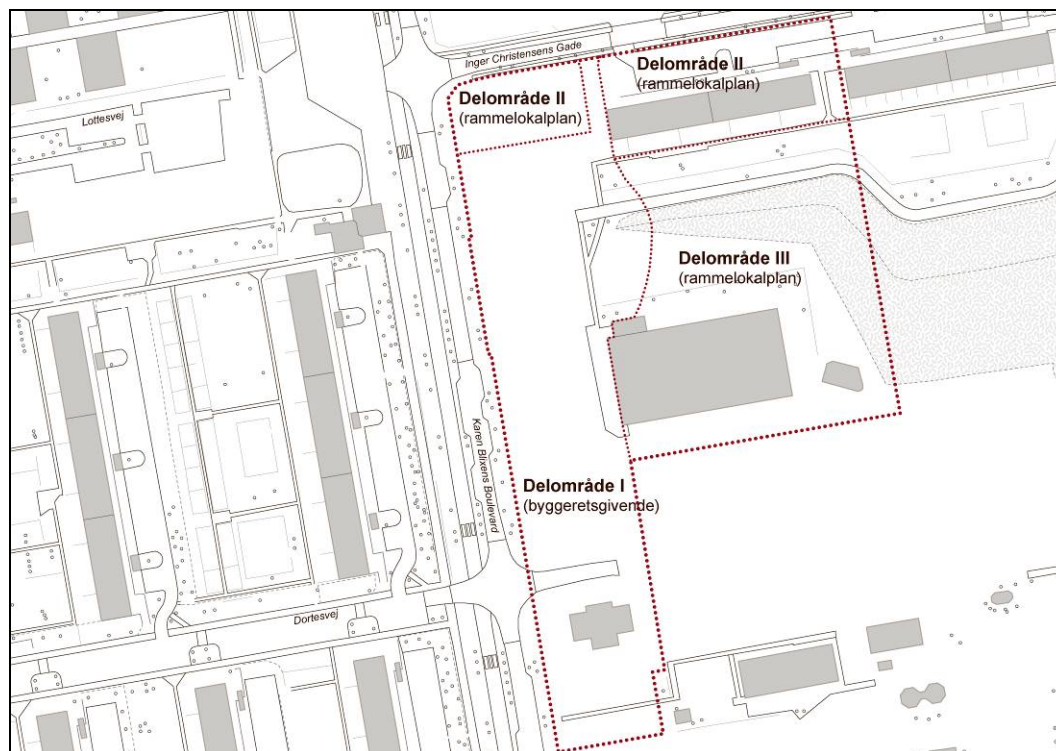 Inger Christensens Gade
Delområde II
(rammelokalplan)
Delområde II
(rammelokalplan)
Lottesvej
Delområde III
(rammelokalplan)
Karen Blixens Boulevard
Delområde I
(byggeretsgivende)
Dortesvej